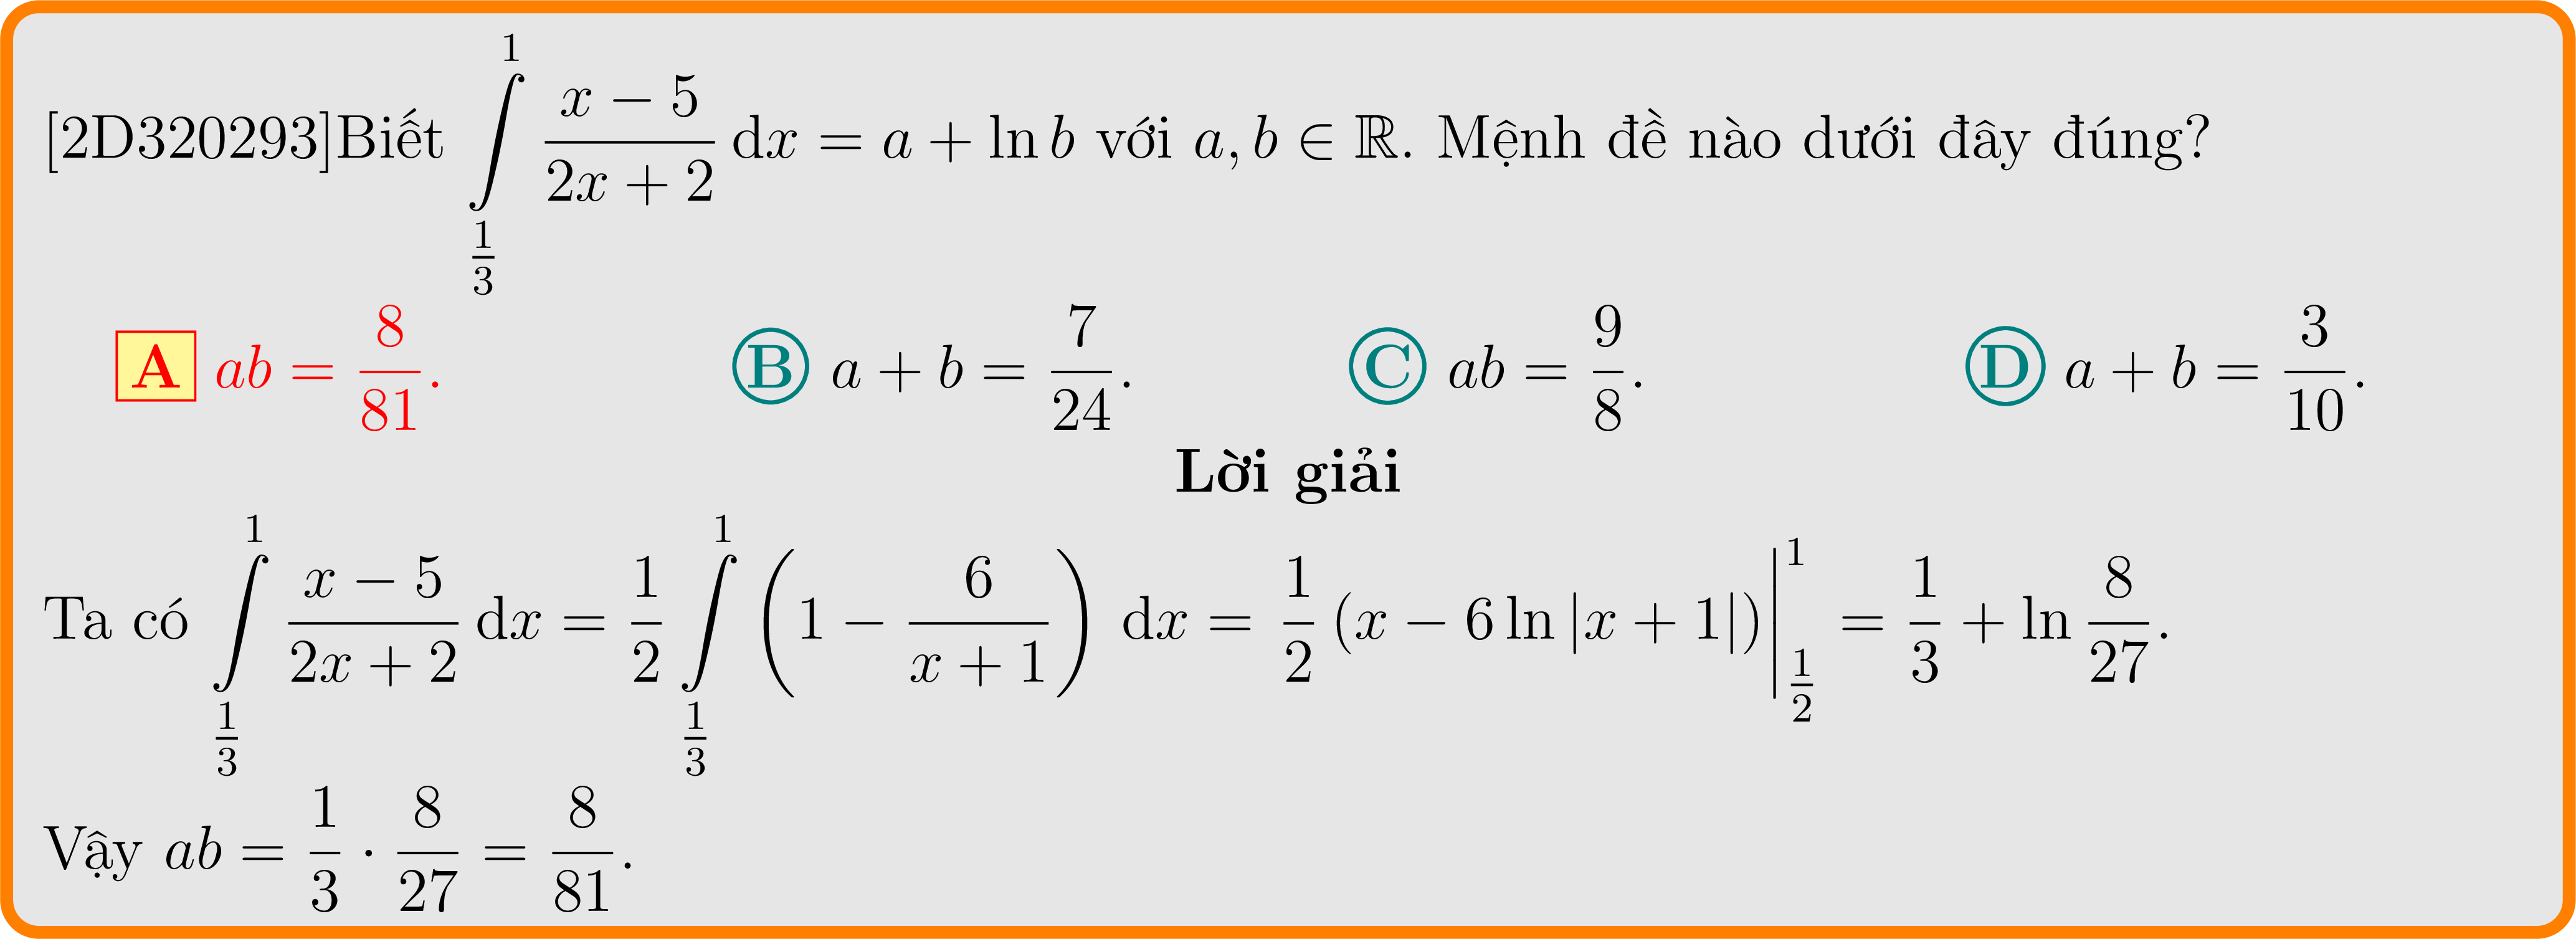 [2D320293]Biết $\int\limits_{\frac{1}{3}}^{1} \frac{x-5}{2x+2}\,\mathrm{d}x = a + \ln b$ với $a, b \in \mathbb{R}$. Mệnh đề nào dưới đây đúng?
A $ab = \frac{8}{81}$. B $a + b = \frac{7}{24}$. C $ab = \frac{9}{8}$. D $a + b = \frac{3}{10}$.
Lời giải
Ta có $\int\limits_{\frac{1}{3}}^{1} \frac{x-5}{2x+2}\,\mathrm{d}x = \frac{1}{2} \int\limits_{\frac{1}{3}}^{1} \left(1 - \frac{6}{x+1}\right)\,\mathrm{d}x = \frac{1}{2}\left(x - 6\ln|x+1|\right)\Big|_{\frac{1}{2}}^{1} = \frac{1}{3} + \ln\frac{8}{27}$.
Vậy $ab = \frac{1}{3} \cdot \frac{8}{27} = \frac{8}{81}$.